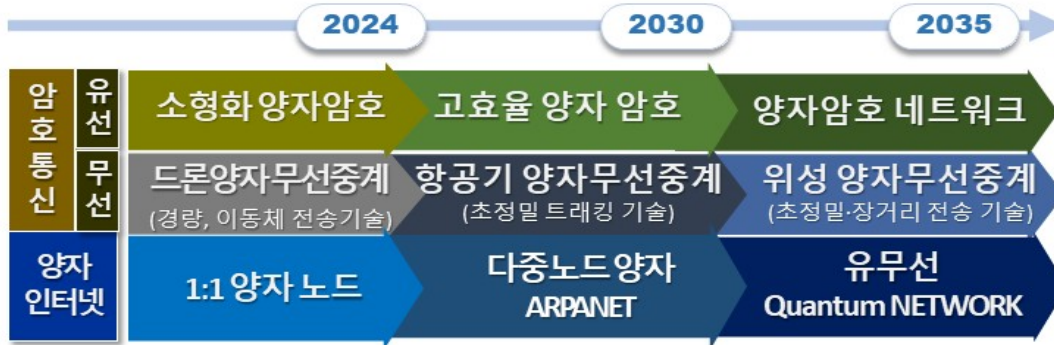 2024
2030
2035
암호통신
유선
소형화 양자암호
고효율 양자 암호
양자암호 네트워크
무선
드론양자무선중계
(경량, 이동체 전송기술)
항공기 양자무선중계
(초정밀 트래킹 기술)
위성 양자무선중계
(초정밀·장거리 전송 기술)
양자
인터넷
1:1 양자 노드
다중노드 양자
ARPANET
유무선
Quantum NETWORK